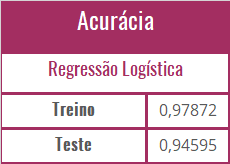 Acurácia
Regressão Logística
Treino 0,97872
Teste 0,94595